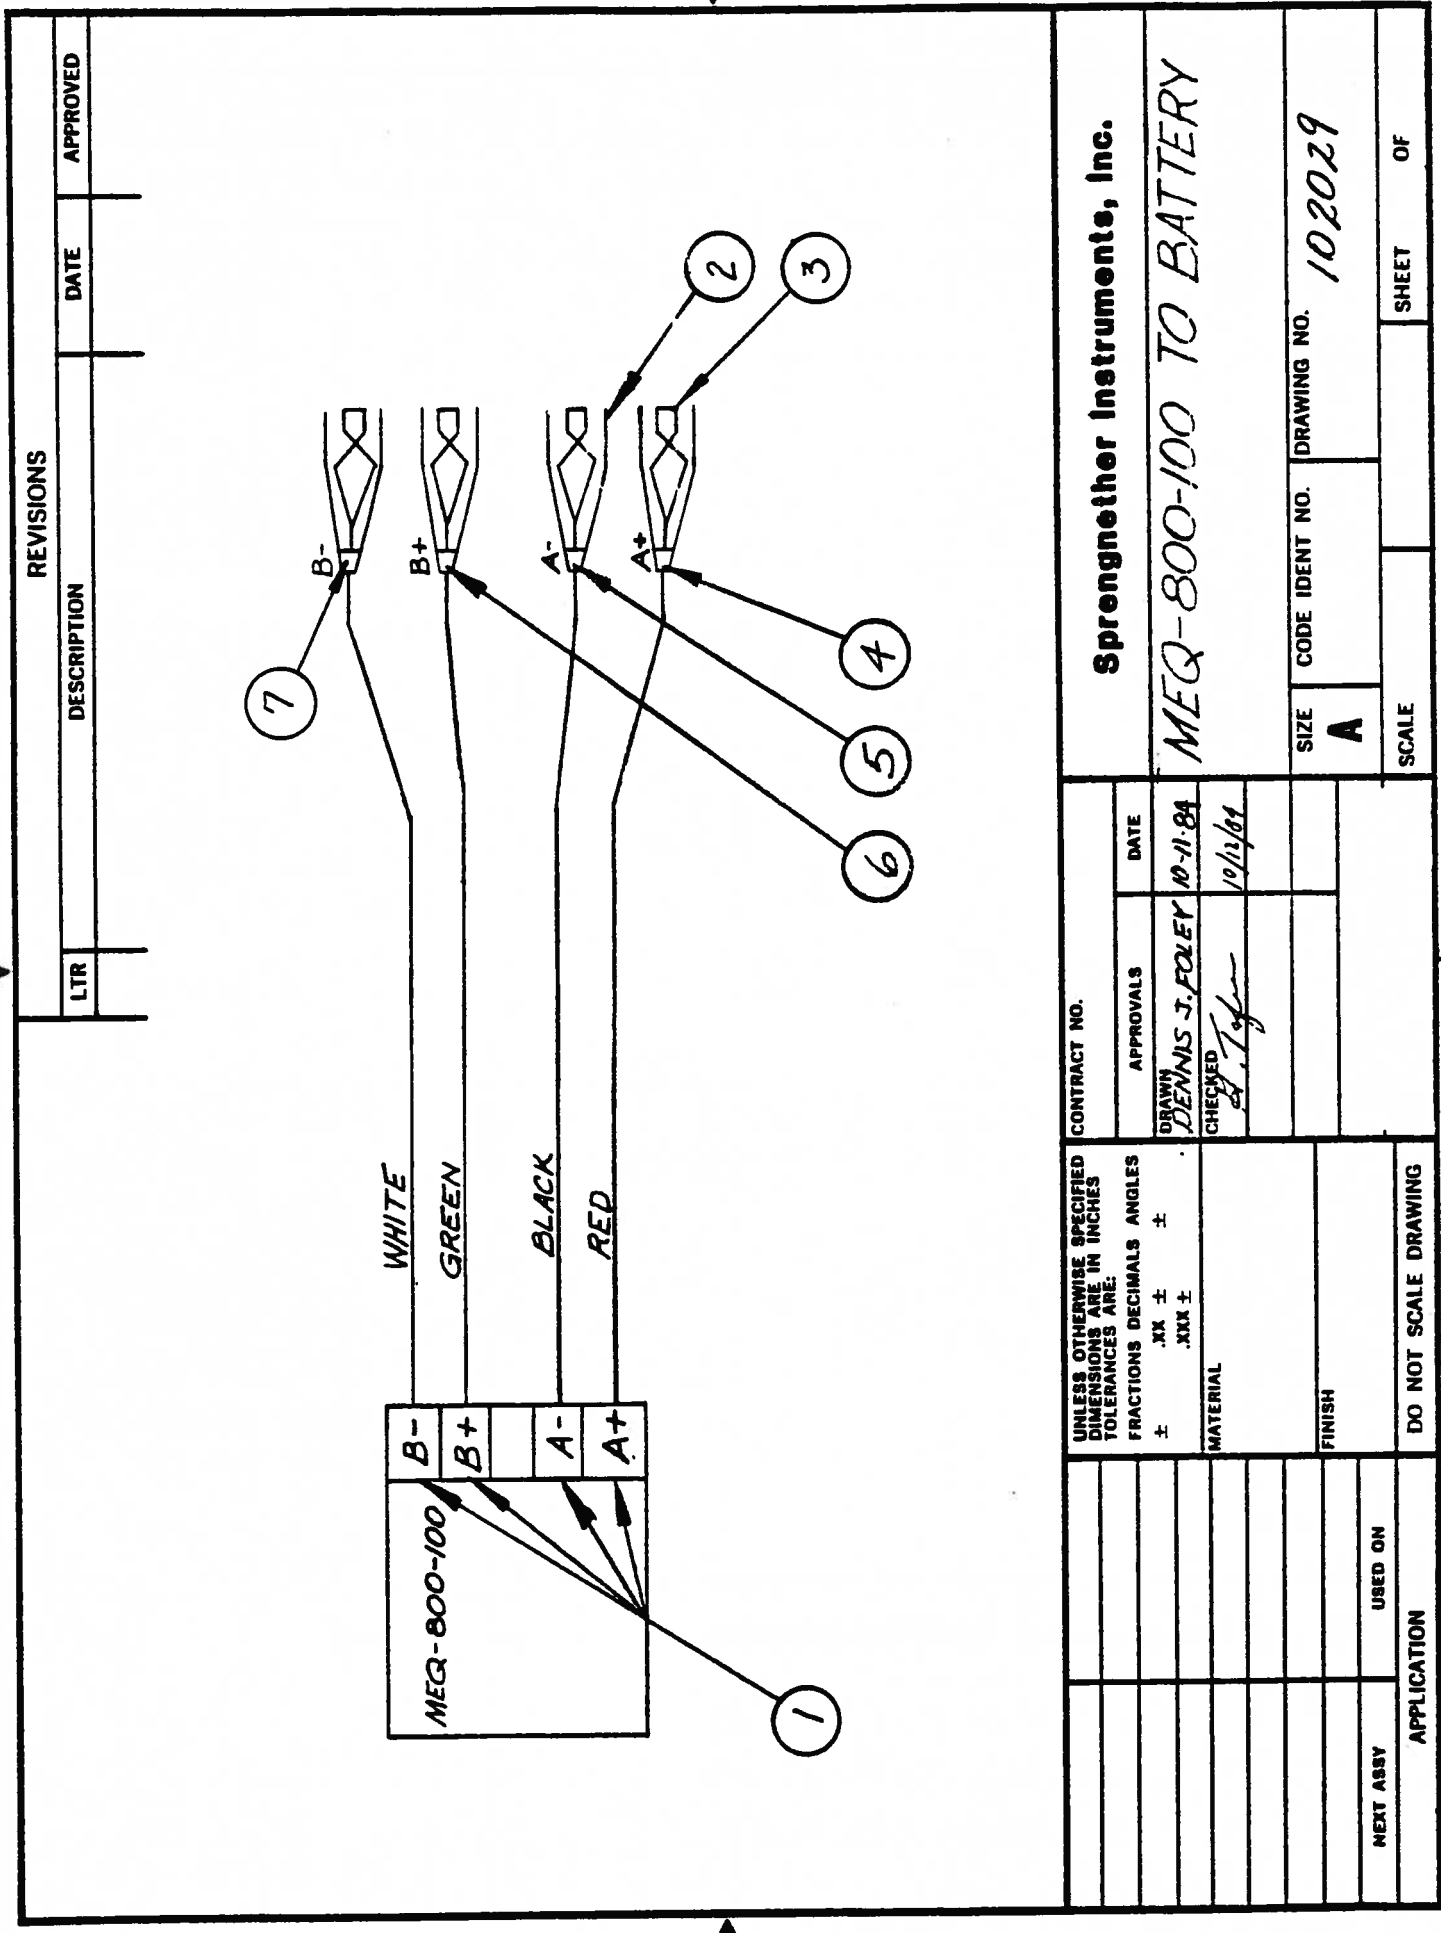 REVISIONS
LTR DESCRIPTION DATE APPROVED
7
B-
B+
A-
A+
2
3
4
5
6
WHITE
GREEN
BLACK
RED
MEQ-800-100
B-
B+
A-
A+
1
UNLESS OTHERWISE SPECIFIED
DIMENSIONS ARE IN INCHES
TOLERANCES ARE:
FRACTIONS DECIMALS ANGLES
± .XX ± ±
.XXX ±
MATERIAL
FINISH
DO NOT SCALE DRAWING
NEXT ASSY USED ON
APPLICATION
CONTRACT NO.
APPROVALS DATE
DRAWN
DENNIS J. FOLEY 10-11-84
CHECKED
10/12/84
Sprengnether Instruments, Inc.
MEQ-800-100 TO BATTERY
SIZE CODE IDENT NO. DRAWING NO.
A 102029
SCALE SHEET OF